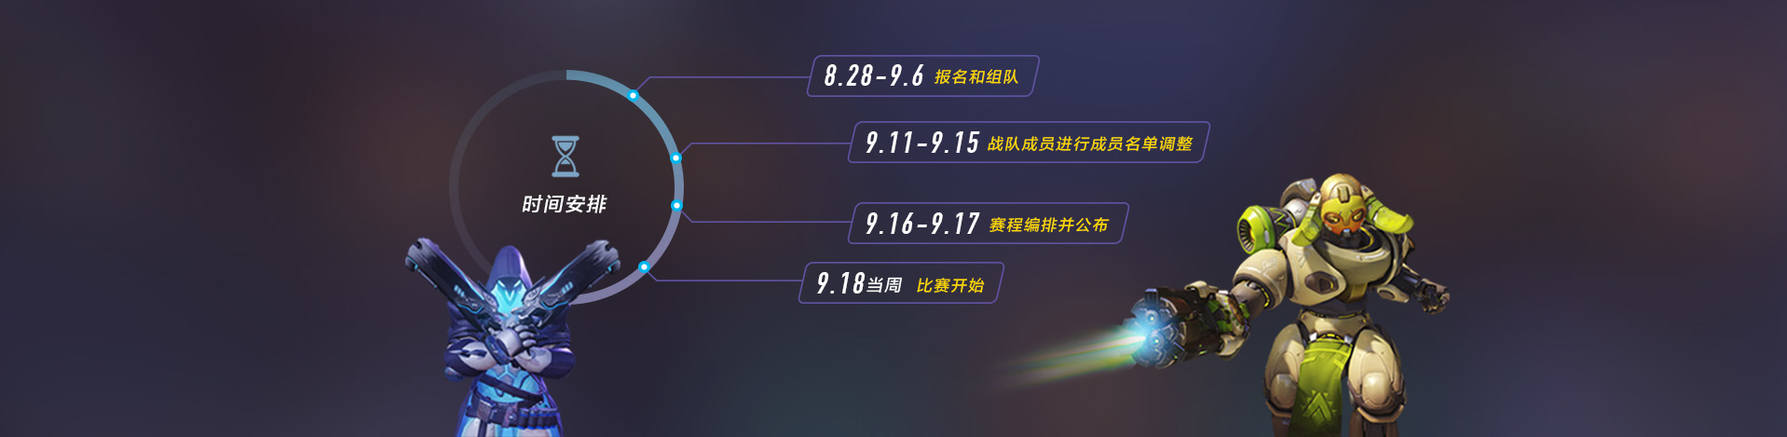 时间安排
8.28-9.6 报名和组队
9.11-9.15 战队成员进行成员名单调整
9.16-9.17 赛程编排并公布
9.18当周 比赛开始